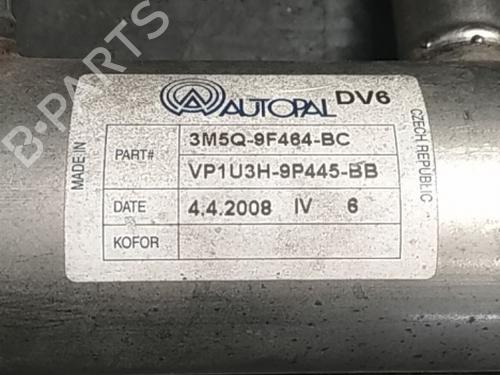 AUTOPAL DV6
MADE IN
CZECH REPUBLIC
PART# 3M5Q-9F464-BC
VP1U3H-9P445-BB
DATE 4.4.2008 IV 6
KOFOR
B-PARTS